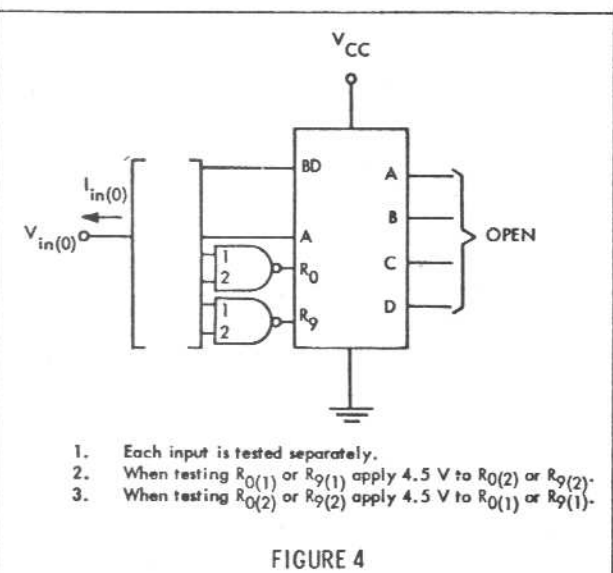 VCC
BD
A
A
Iin(0)
B
Vin(0)
OPEN
A
1
2
R0
C
1
2
R9
D
1. Each input is tested separately.
2. When testing R0(1) or R9(1) apply 4.5 V to R0(2) or R9(2).
3. When testing R0(2) or R9(2) apply 4.5 V to R0(1) or R9(1).
FIGURE 4